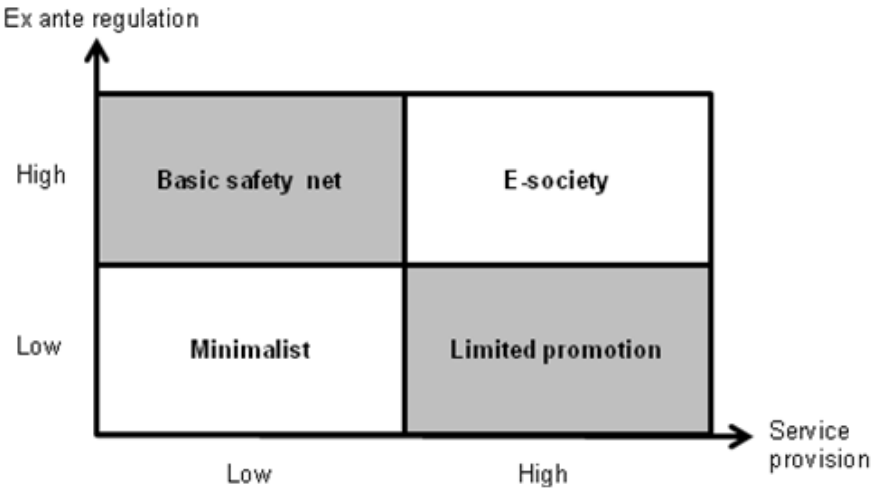 Ex ante regulation
High
Basic safety net
E-society
Low
Minimalist
Limited promotion
Service
provision
Low
High